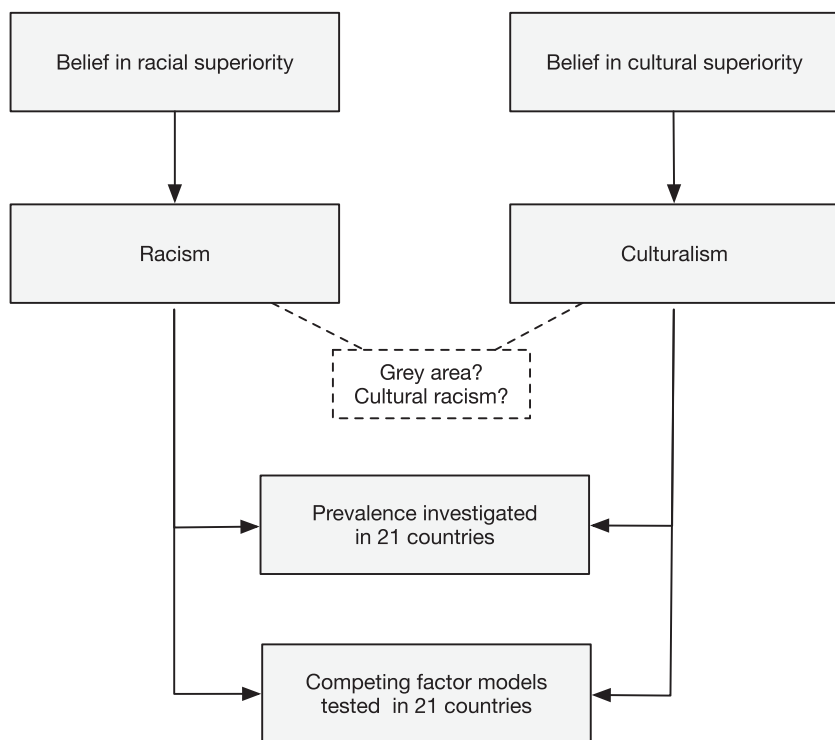 Belief in racial superiority
Belief in cultural superiority
Racism
Culturalism
Grey area?
Cultural racism?
Prevalence investigated
in 21 countries
Competing factor models
tested in 21 countries